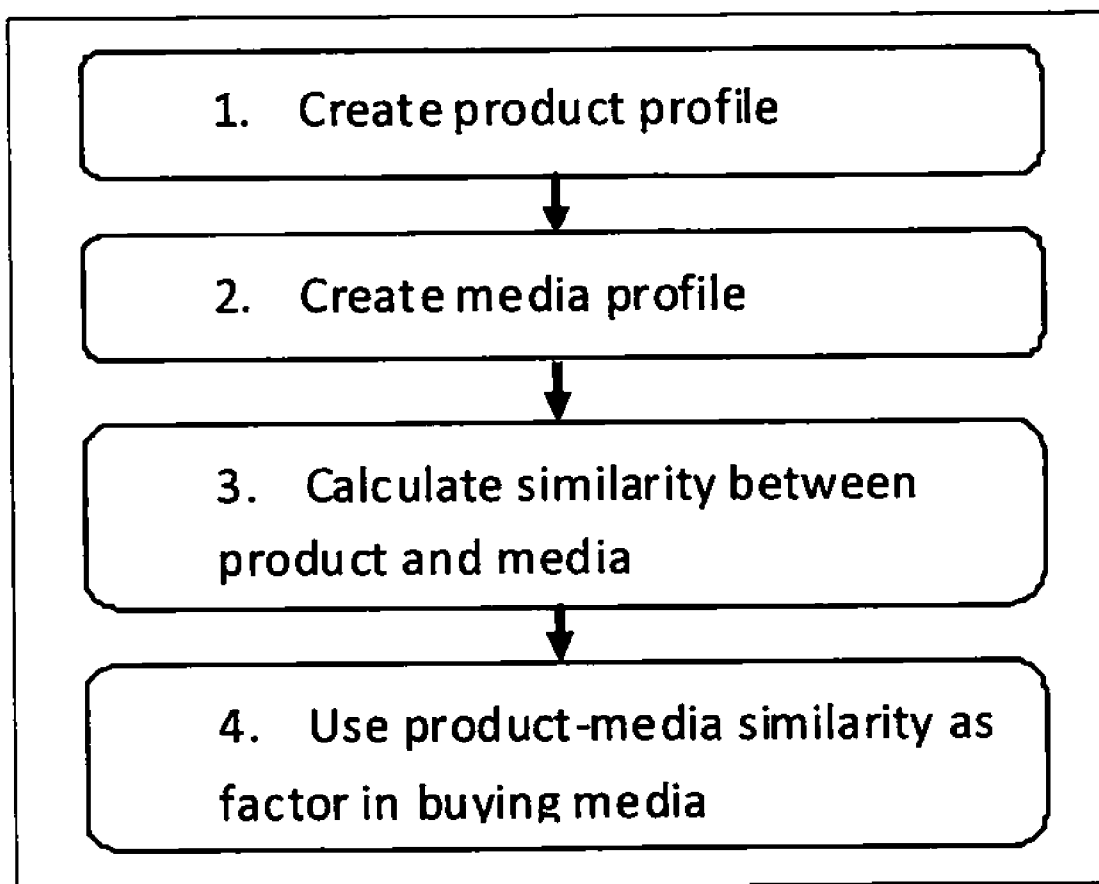 1. Create product profile
2. Create media profile
3. Calculate similarity between
product and media
4. Use product-media similarity as
factor in buying media